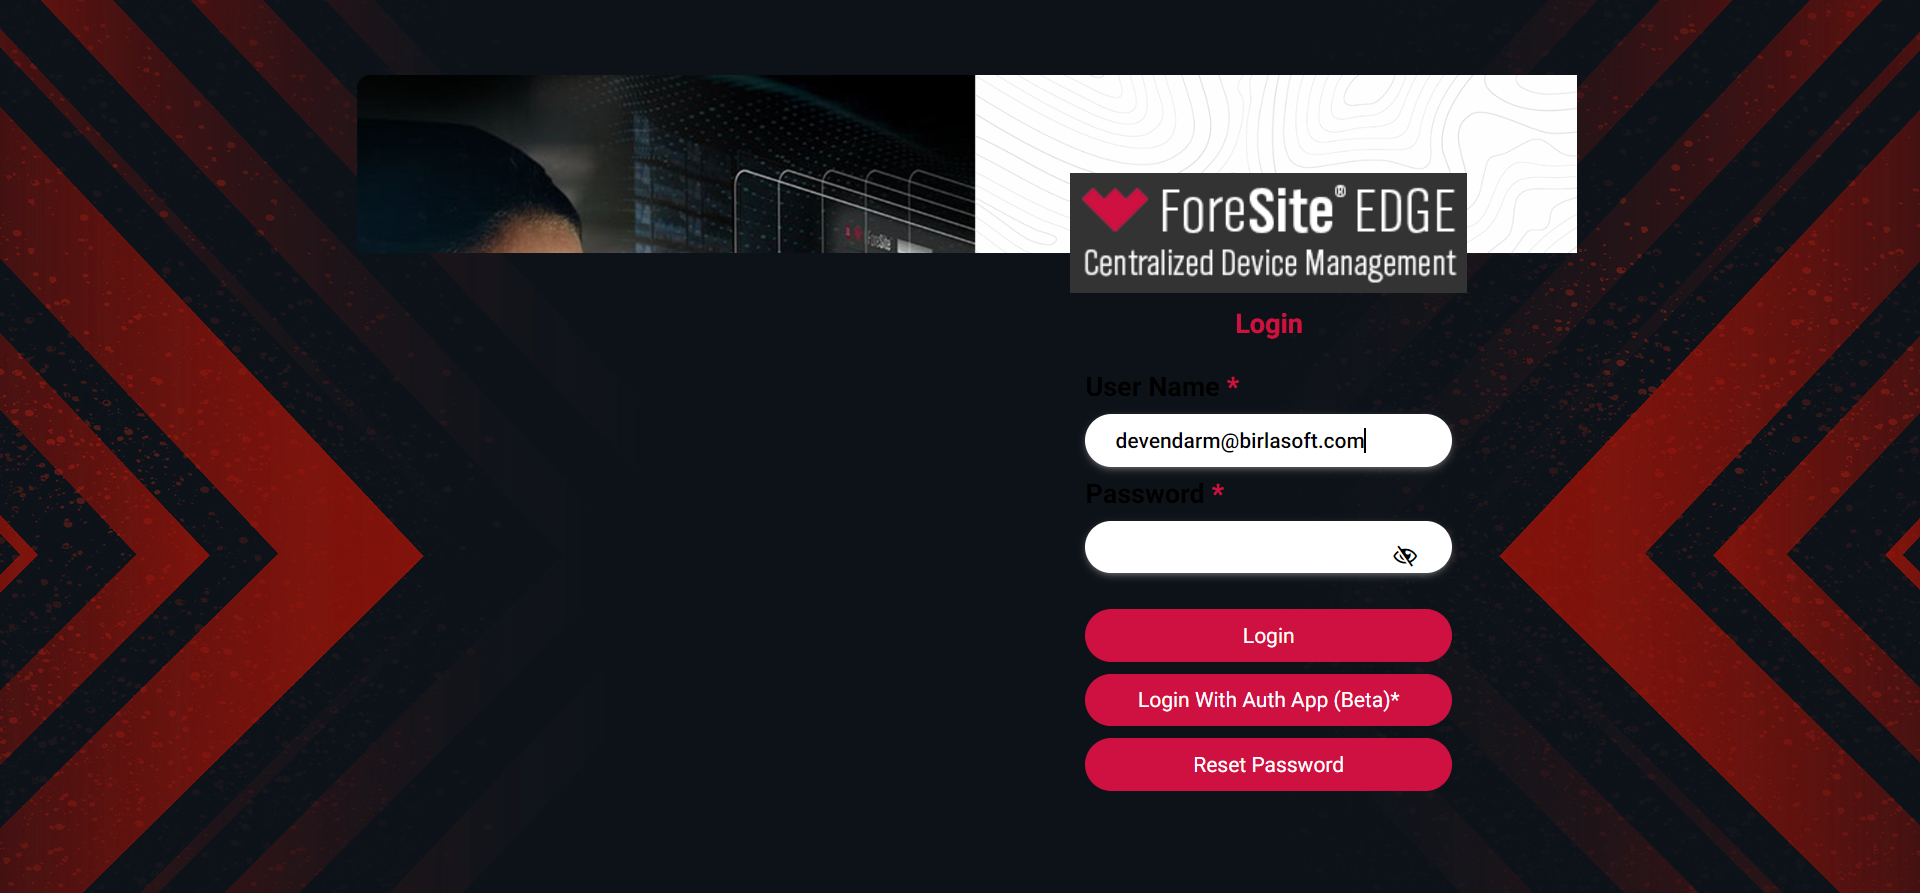 ForeSite
ForeSite® EDGE
Centralized Device Management
Login
User Name *
devendarm@birlasoft.com
Password *
Login
Login With Auth App (Beta)*
Reset Password